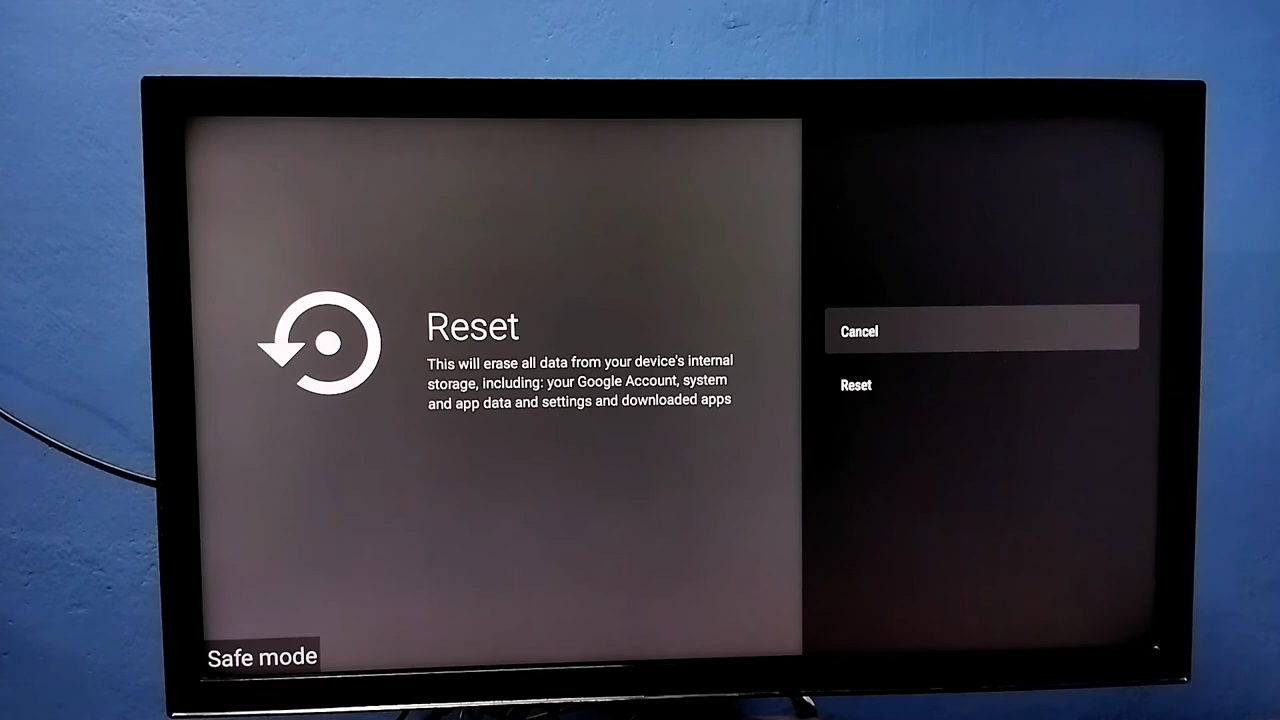 Reset
This will erase all data from your device's internal
storage, including: your Google Account, system
and app data and settings and downloaded apps
Cancel
Reset
Safe mode